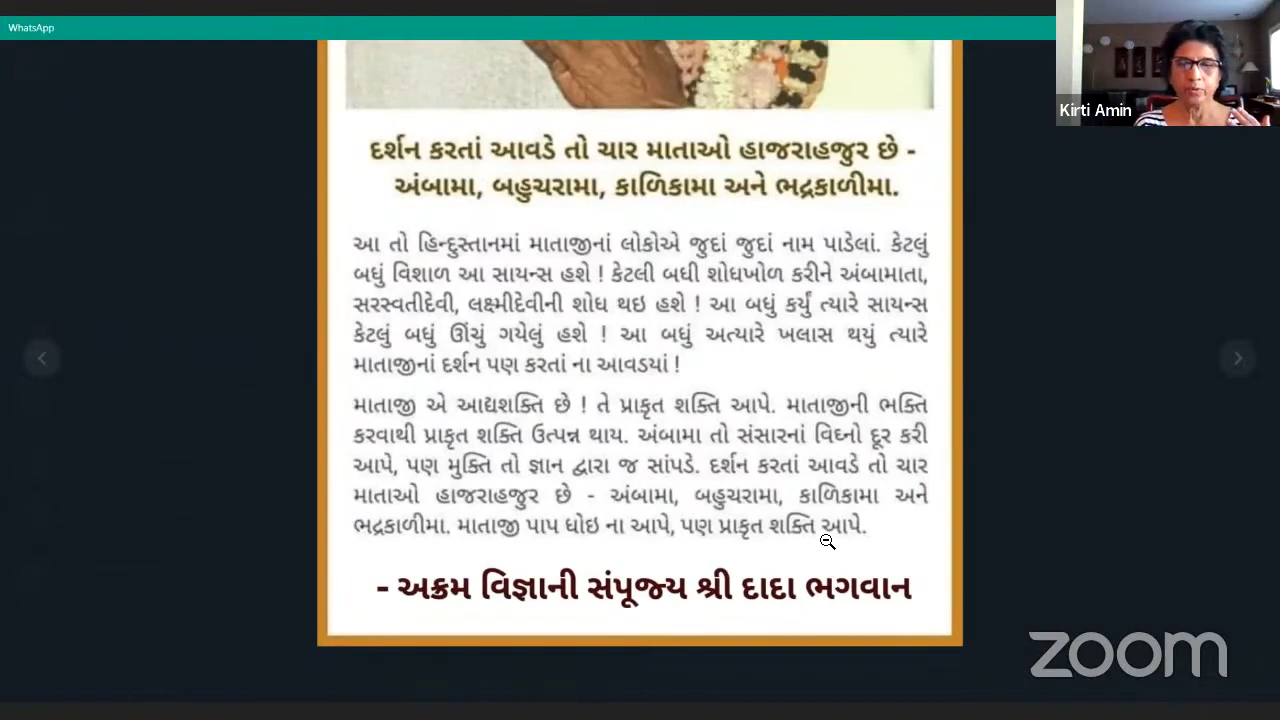 WhatsApp
Kirti Amin
દર્શન કરતાં આવડે તો ચાર માતાઓ હાજરાહજુર છે -
અંબામા, બહુચરામા, કાળિકામા અને ભદ્રકાળીમા.
આ તો હિન્દુસ્તાનમાં માતાજીનાં લોકોએ જુદાં જુદાં નામ પાડેલાં. કેટલું
બધું વિશાળ આ સાયન્સ હશે ! કેટલી બધી શોધખોળ કરીને અંબામાતા,
સરસ્વતીદેવી, લક્ષ્મીદેવીની શોધ થઇ હશે ! આ બધું કર્યું ત્યારે સાયન્સ
કેટલું બધું ઊંચું ગયેલું હશે ! આ બધું અત્યારે ખલાસ થયું ત્યારે
માતાજીનાં દર્શન પણ કરતાં ના આવડયાં !
માતાજી એ આદ્યશક્તિ છે ! તે પ્રાકૃત શક્તિ આપે. માતાજીની ભક્તિ
કરવાથી પ્રાકૃત શક્તિ ઉત્પન્ન થાય. અંબામા તો સંસારનાં વિઘ્નો દૂર કરી
આપે, પણ મુક્તિ તો જ્ઞાન દ્વારા જ સાંપડે. દર્શન કરતાં આવડે તો ચાર
માતાઓ હાજરાહજુર છે - અંબામા, બહુચરામા, કાળિકામા અને
ભદ્રકાળીમા. માતાજી પાપ ધોઇ ના આપે, પણ પ્રાકૃત શક્તિ આપે.
- અક્રમ વિજ્ઞાની સંપૂજ્ય શ્રી દાદા ભગવાન
zoom